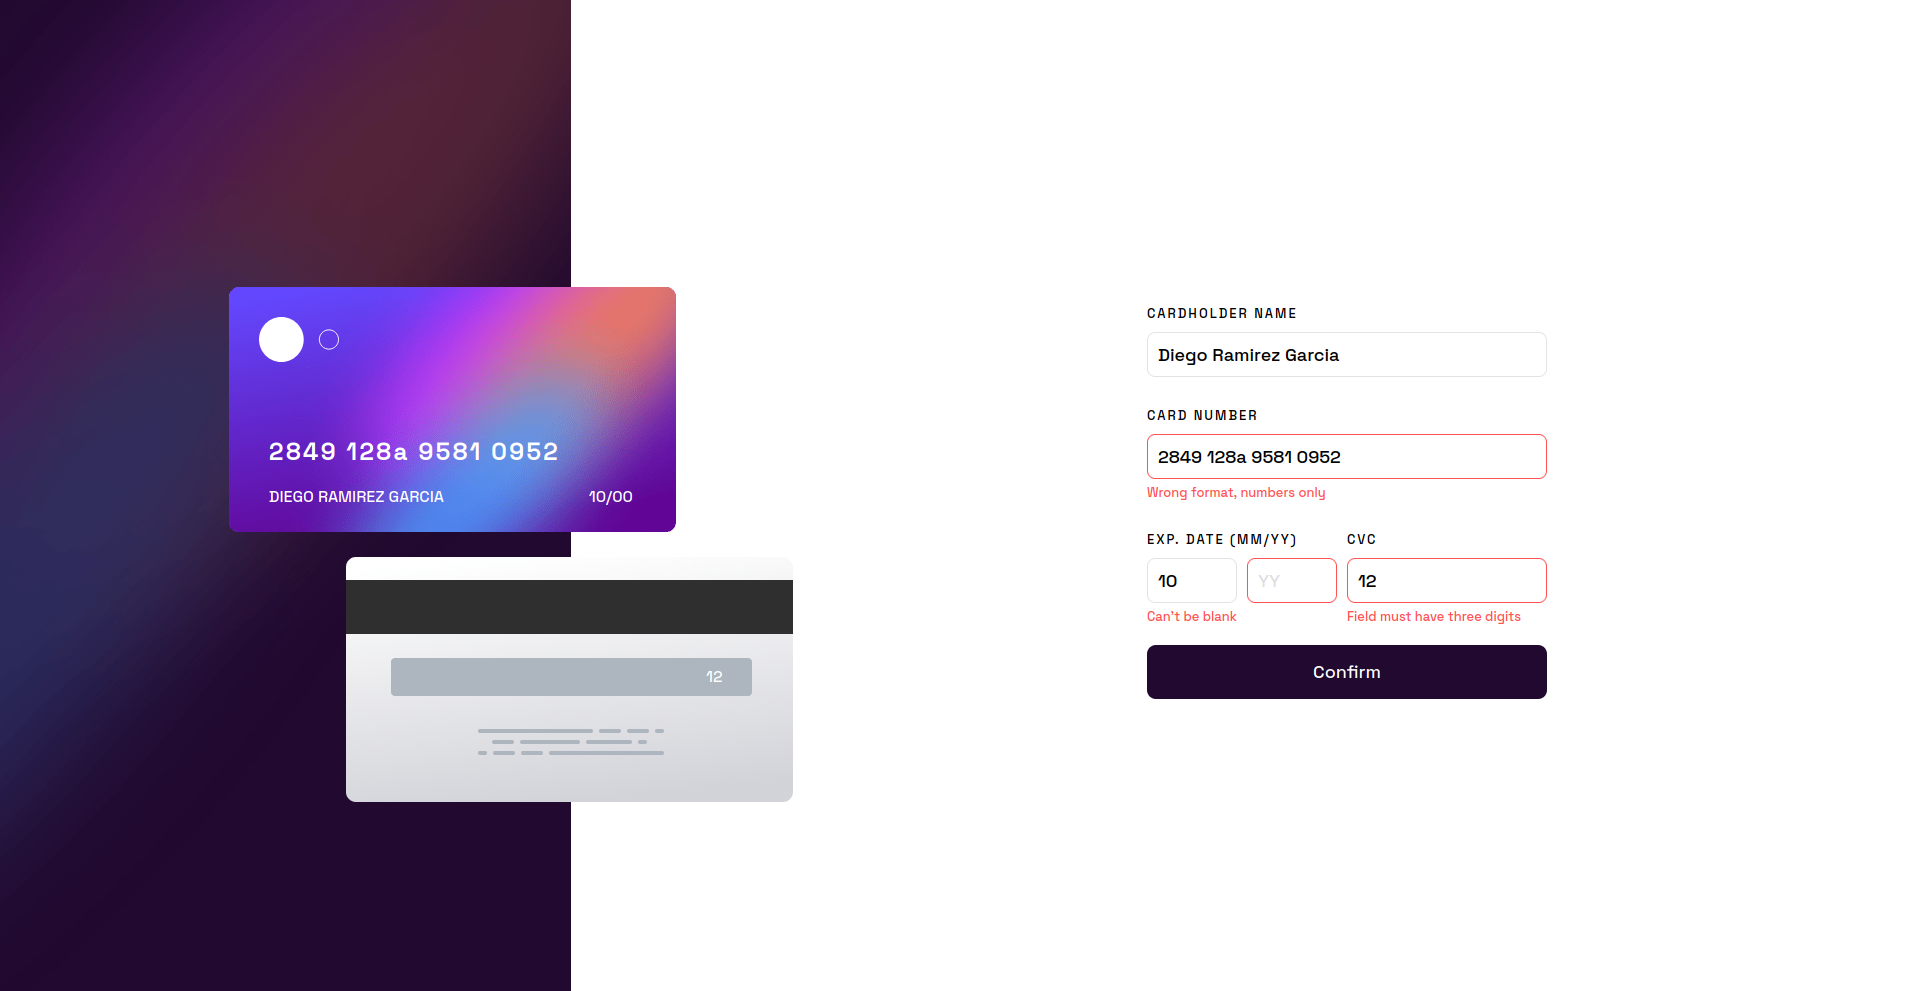 2849 128a 9581 0952
DIEGO RAMIREZ GARCIA 10/00
12
CARDHOLDER NAME
Diego Ramirez Garcia
CARD NUMBER
2849 128a 9581 0952
Wrong format, numbers only
EXP. DATE (MM/YY) CVC
10 YY 12
Can't be blank Field must have three digits
Confirm